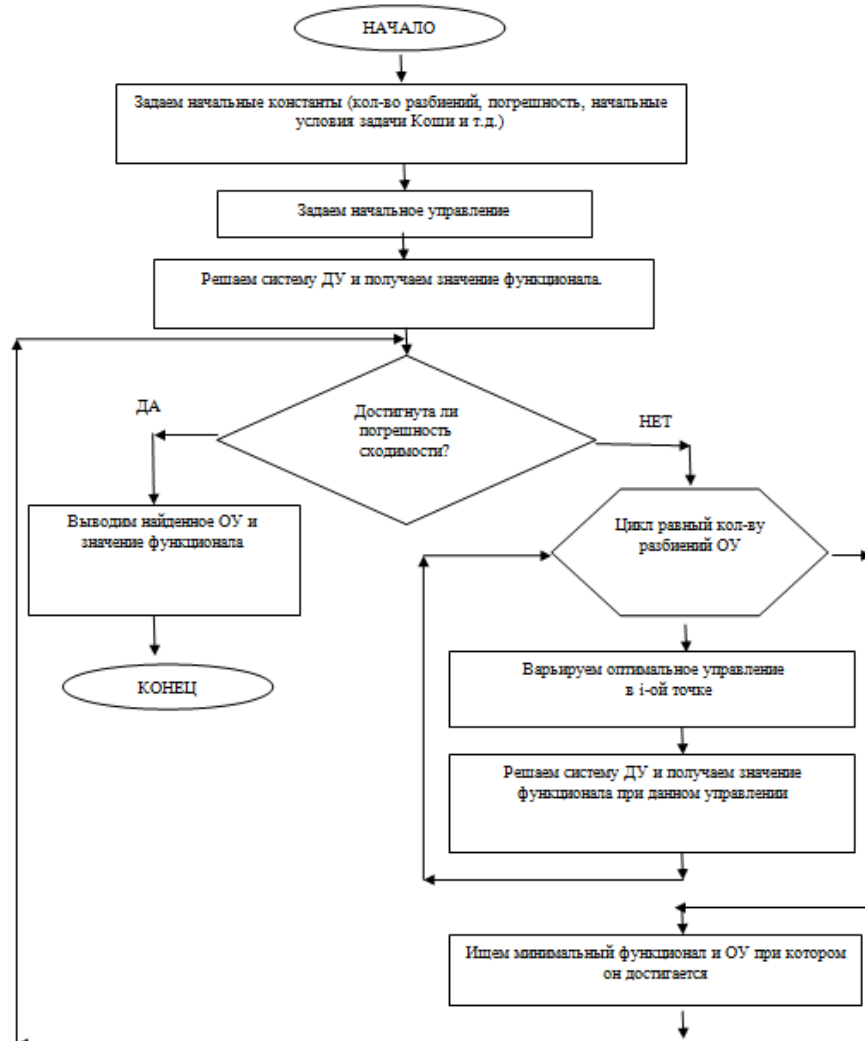 НАЧАЛО
Задаем начальные константы (кол-во разбиений, погрешность, начальные
условия задачи Коши и т.д.)
Задаем начальное управление
Решаем систему ДУ и получаем значение функционала.
Достигнута ли
погрешность
сходимости?
ДА
НЕТ
Выводим найденное ОУ и
значение функционала
КОНЕЦ
Цикл равный кол-ву
разбиений ОУ
Варьируем оптимальное управление
в i-ой точке
Решаем систему ДУ и получаем значение
функционала при данном управлении
Ищем минимальный функционал и ОУ при котором
он достигается